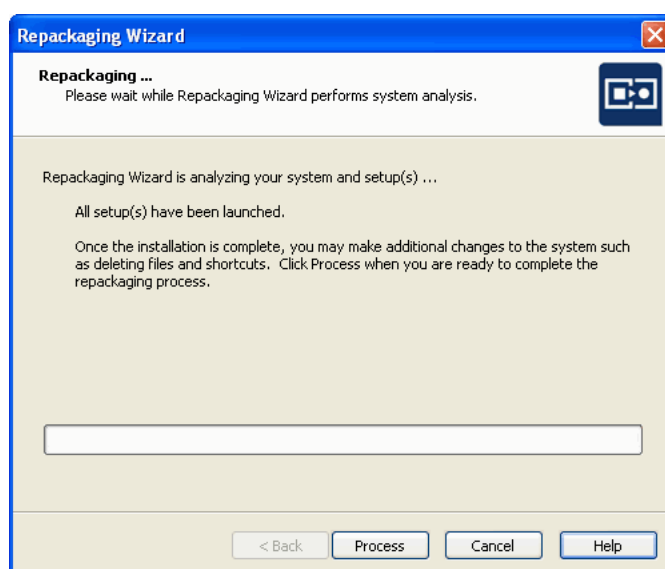 Repackaging Wizard
Repackaging ...
Please wait while Repackaging Wizard performs system analysis.
Repackaging Wizard is analyzing your system and setup(s) ...
All setup(s) have been launched.
Once the installation is complete, you may make additional changes to the system such
as deleting files and shortcuts. Click Process when you are ready to complete the
repackaging process.
< Back
Process
Cancel
Help